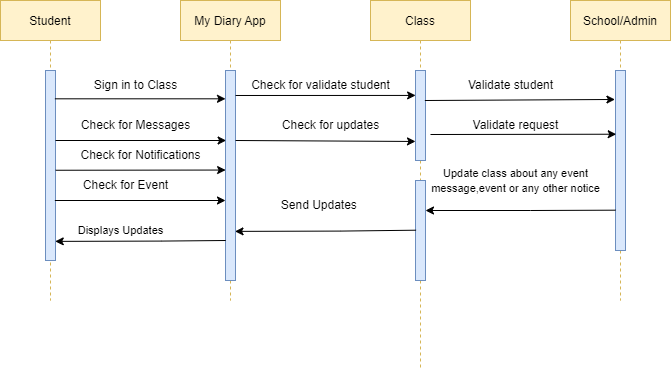 Student
My Diary App
Class
School/Admin
Sign in to Class
Check for validate student
Validate student
Check for Messages
Check for updates
Validate request
Check for Notifications
Check for Event
Update class about any event
message,event or any other notice
Send Updates
Displays Updates